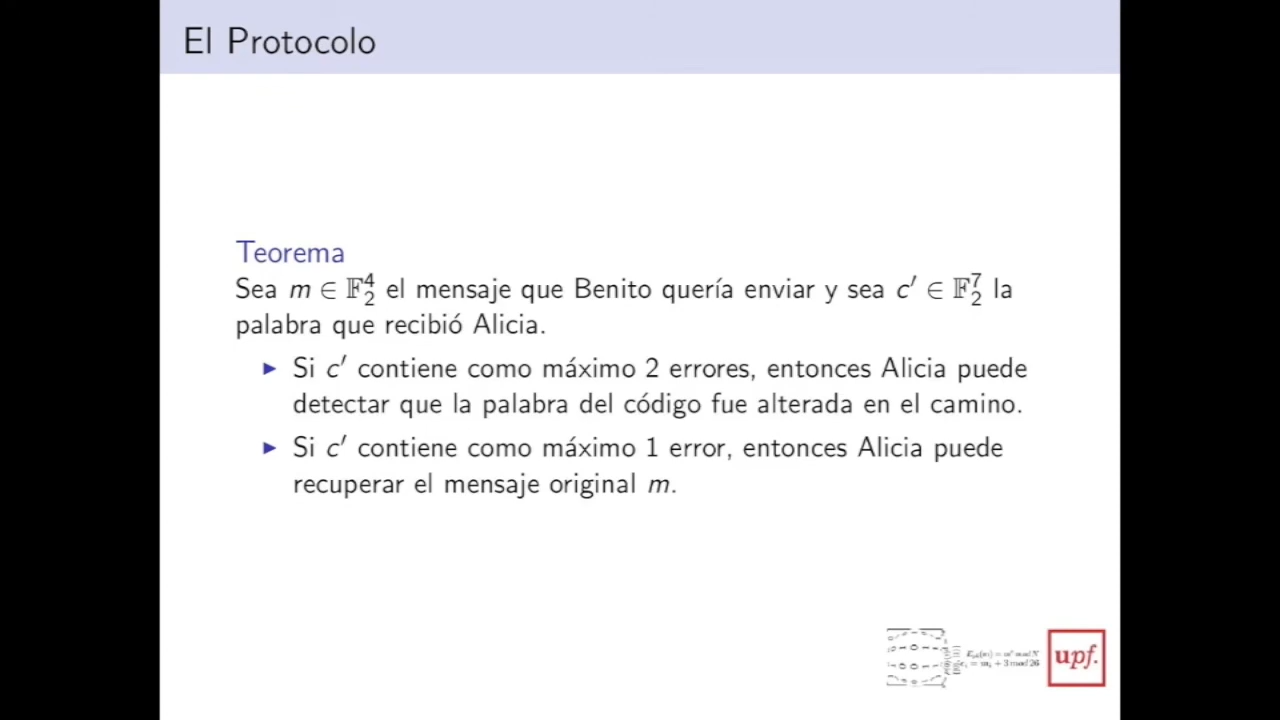 El Protocolo
Teorema
Sea m ∈ 𝔽₂⁴ el mensaje que Benito quería enviar y sea c′ ∈ 𝔽₂⁷ la
palabra que recibió Alicia.
▶ Si c′ contiene como máximo 2 errores, entonces Alicia puede
detectar que la palabra del código fue alterada en el camino.
▶ Si c′ contiene como máximo 1 error, entonces Alicia puede
recuperar el mensaje original m.
upf.